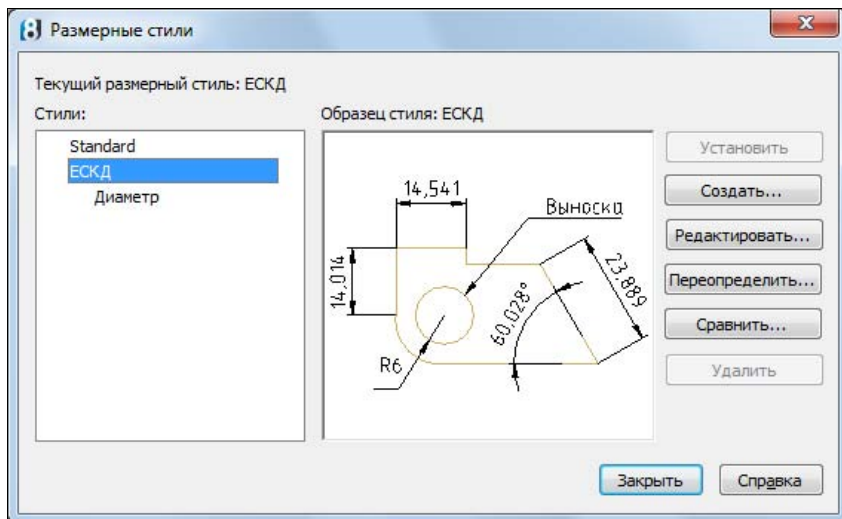 Размерные стили
Текущий размерный стиль: ЕСКД
Стили:
Standard
ЕСКД
Диаметр
Образец стиля: ЕСКД
14,541
Выноска
14,014
23,889
60,028°
R6
Установить
Создать...
Редактировать...
Переопределить...
Сравнить...
Удалить
Закрыть
Справка